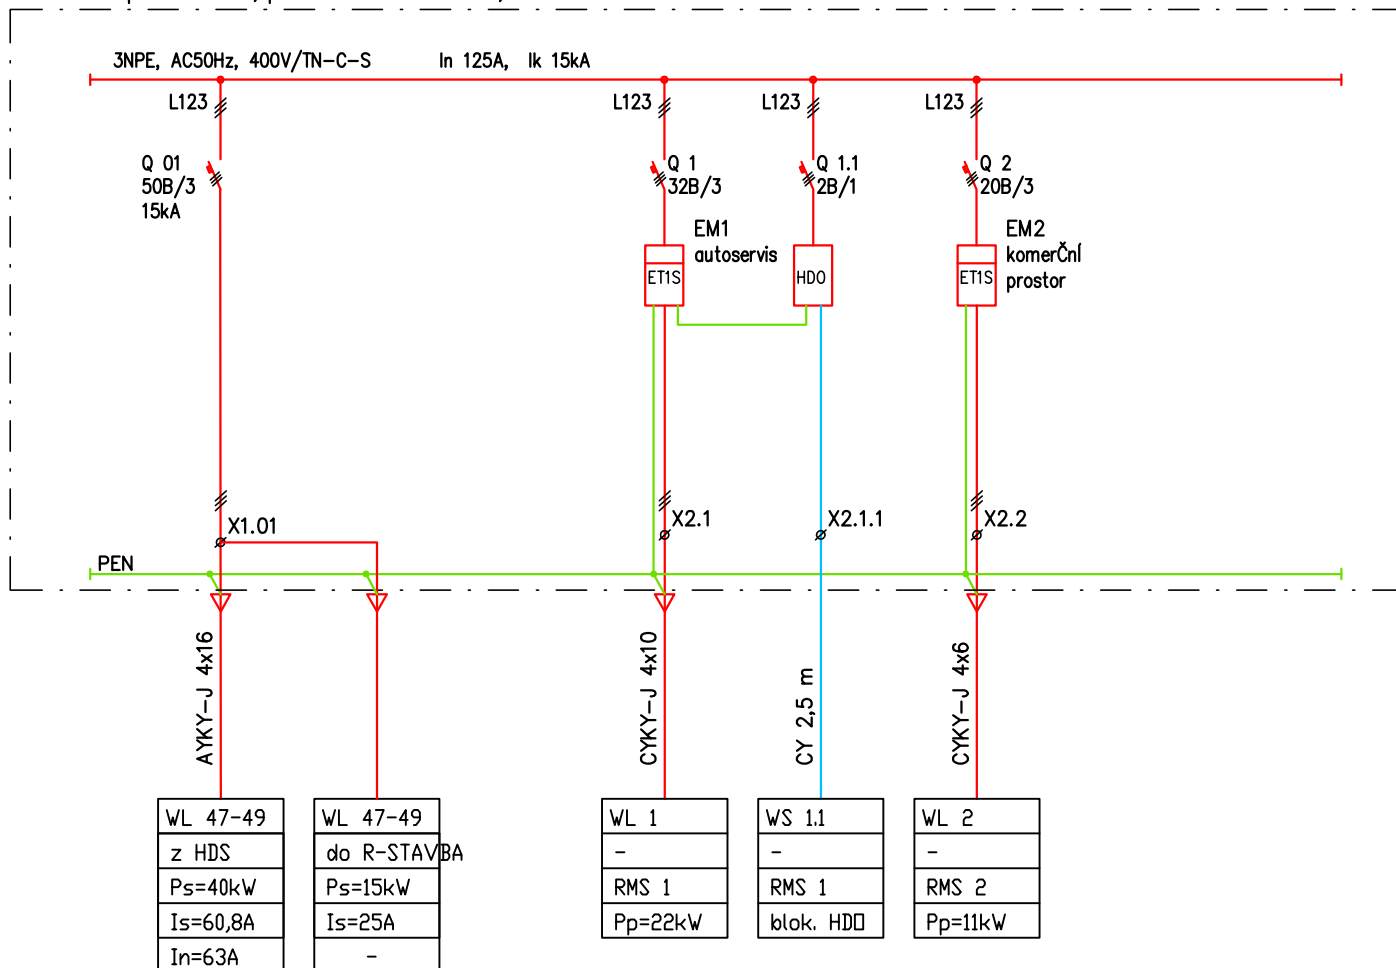 3NPE, AC50Hz, 400V/TN-C-S In 125A, Ik 15kA
L123 L123 L123 L123
Q 01
50B/3
15kA
Q 1
32B/3
Q 1.1
2B/1
Q 2
20B/3
EM1
autoservis
EM2
komerČní
prostor
ET1S HDO ET1S
X1.01 X2.1 X2.1.1 X2.2
PEN
AYKY-J 4x16
CYKY-J 4x10
CY 2,5 m
CYKY-J 4x6
WL 47-49
z HDS
Ps=40kW
Is=60,8A
In=63A
WL 47-49
do R-STAVBA
Ps=15kW
Is=25A
-
WL 1
-
RMS 1
Pp=22kW
WS 1.1
-
RMS 1
blok. HDO
WL 2
-
RMS 2
Pp=11kW